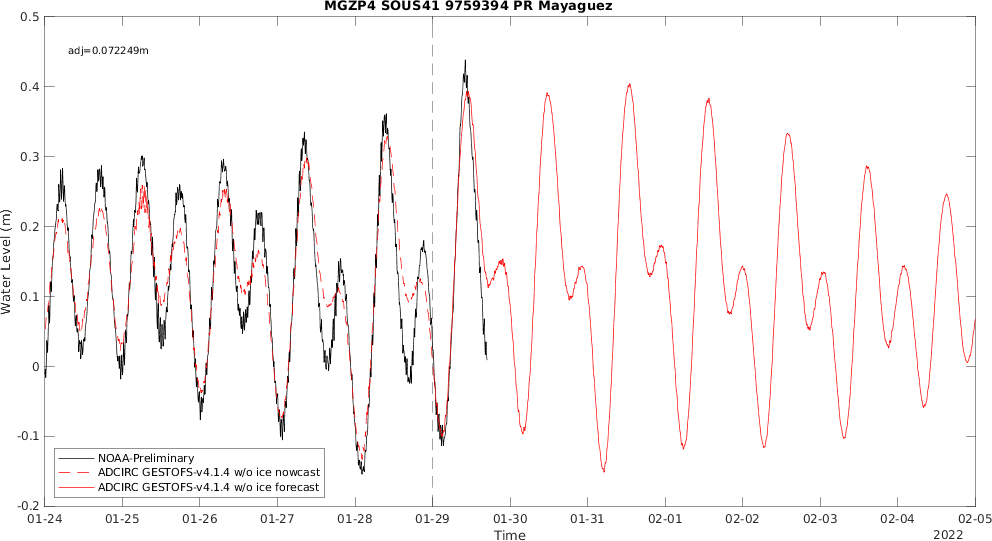 MGZP4 SOUS41 9759394 PR Mayaguez
0.5
adj=0.072249m
0.4
0.3
0.2
Water Level (m)
0.1
0
-0.1
NOAA-Preliminary
ADCIRC GESTOFS-v4.1.4 w/o ice nowcast
ADCIRC GESTOFS-v4.1.4 w/o ice forecast
-0.2
01-24 01-25 01-26 01-27 01-28 01-29 01-30 01-31 02-01 02-02 02-03 02-04 02-05
Time
2022